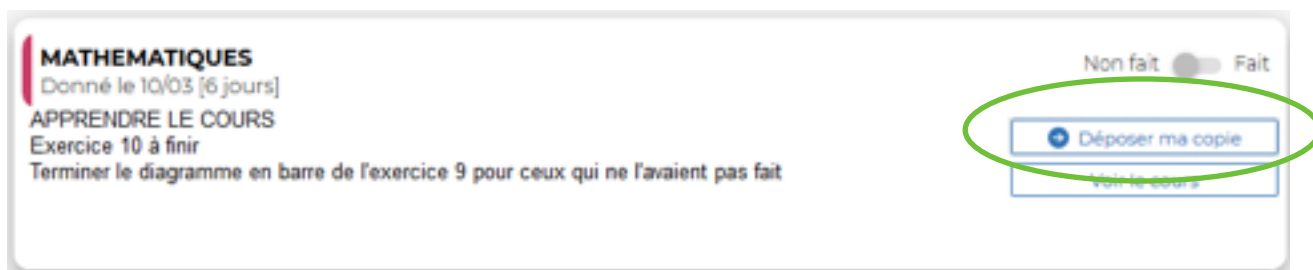 MATHEMATIQUES
Donné le 10/03 [6 jours]
Non fait Fait
APPRENDRE LE COURS
Exercice 10 à finir
Terminer le diagramme en barre de l'exercice 9 pour ceux qui ne l'avaient pas fait
Déposer ma copie
Voir le cours